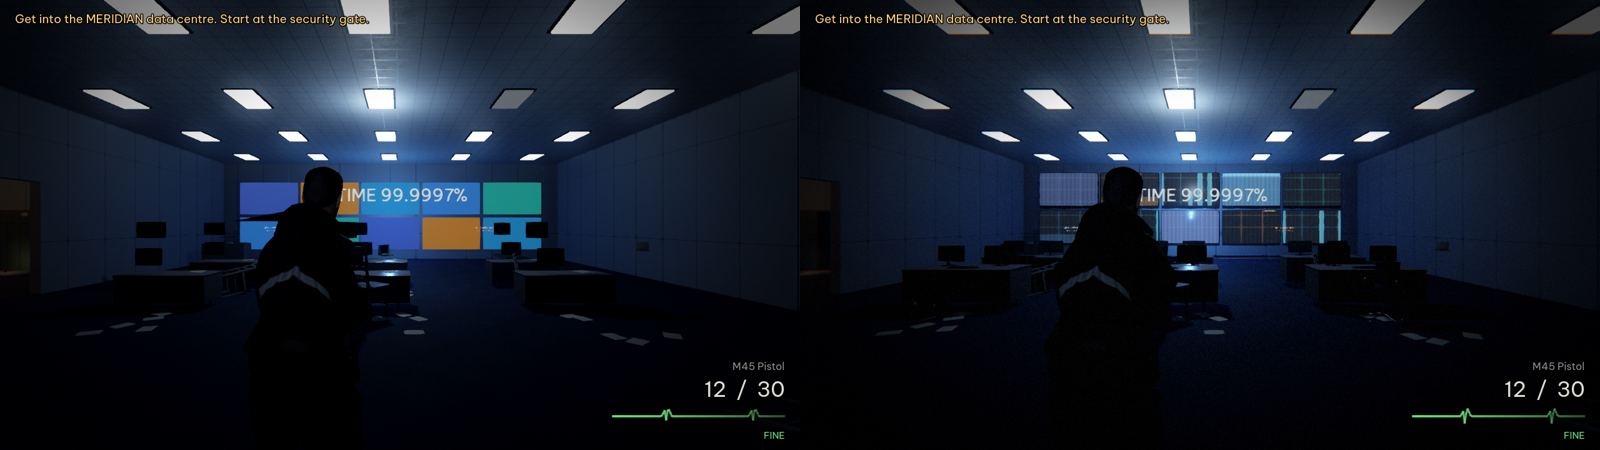 Get into the MERIDIAN data centre. Start at the security gate.
TIME 99.9997%
M45 Pistol
12 / 30
FINE
Get into the MERIDIAN data centre. Start at the security gate.
TIME 99.9997%
M45 Pistol
12 / 30
FINE